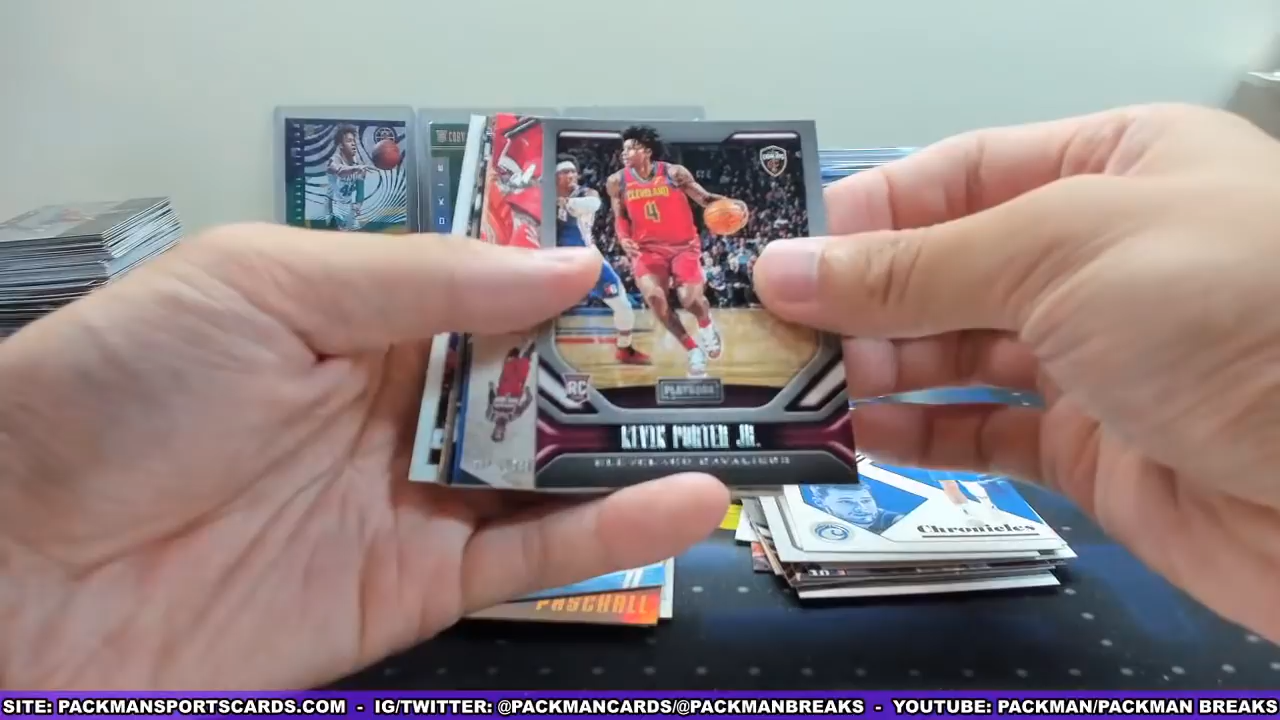 COBY
CLEVELAND
4
RC
PLAYBOOK
KEVIN PORTER JR.
CLEVELAND CAVALIERS
Chronicles
PASCHALL
SITE: PACKMANSPORTSCARDS.COM - IG/TWITTER: @PACKMANCARDS/@PACKMANBREAKS - YOUTUBE: PACKMAN/PACKMAN BREAKS